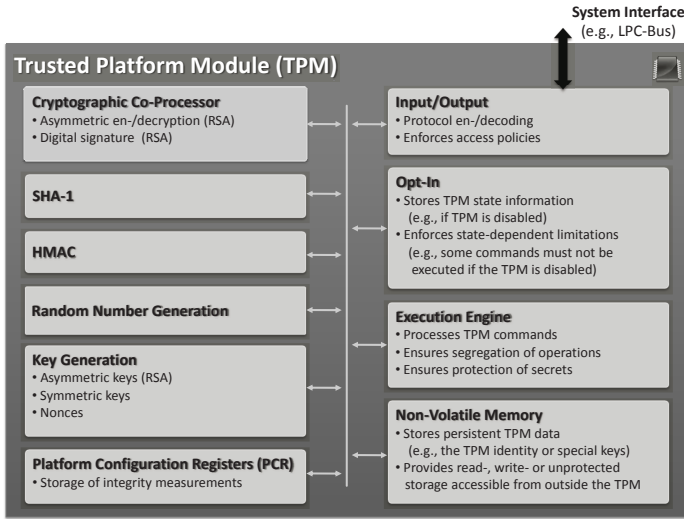 System Interface
(e.g., LPC-Bus)
Trusted Platform Module (TPM)
Cryptographic Co-Processor
• Asymmetric en-/decryption (RSA)
• Digital signature (RSA)
SHA-1
HMAC
Random Number Generation
Key Generation
• Asymmetric keys (RSA)
• Symmetric keys
• Nonces
Platform Configuration Registers (PCR)
• Storage of integrity measurements
Input/Output
• Protocol en-/decoding
• Enforces access policies
Opt-In
• Stores TPM state information
(e.g., if TPM is disabled)
• Enforces state-dependent limitations
(e.g., some commands must not be
executed if the TPM is disabled)
Execution Engine
• Processes TPM commands
• Ensures segregation of operations
• Ensures protection of secrets
Non-Volatile Memory
• Stores persistent TPM data
(e.g., the TPM identity or special keys)
• Provides read-, write- or unprotected
storage accessible from outside the TPM